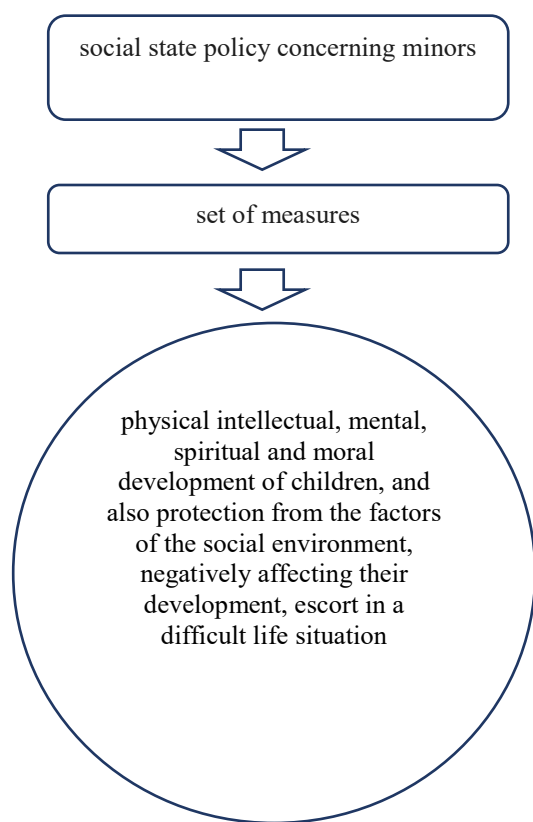 social state policy concerning minors
set of measures
physical intellectual, mental,
spiritual and moral
development of children, and
also protection from the factors
of the social environment,
negatively affecting their
development, escort in a
difficult life situation